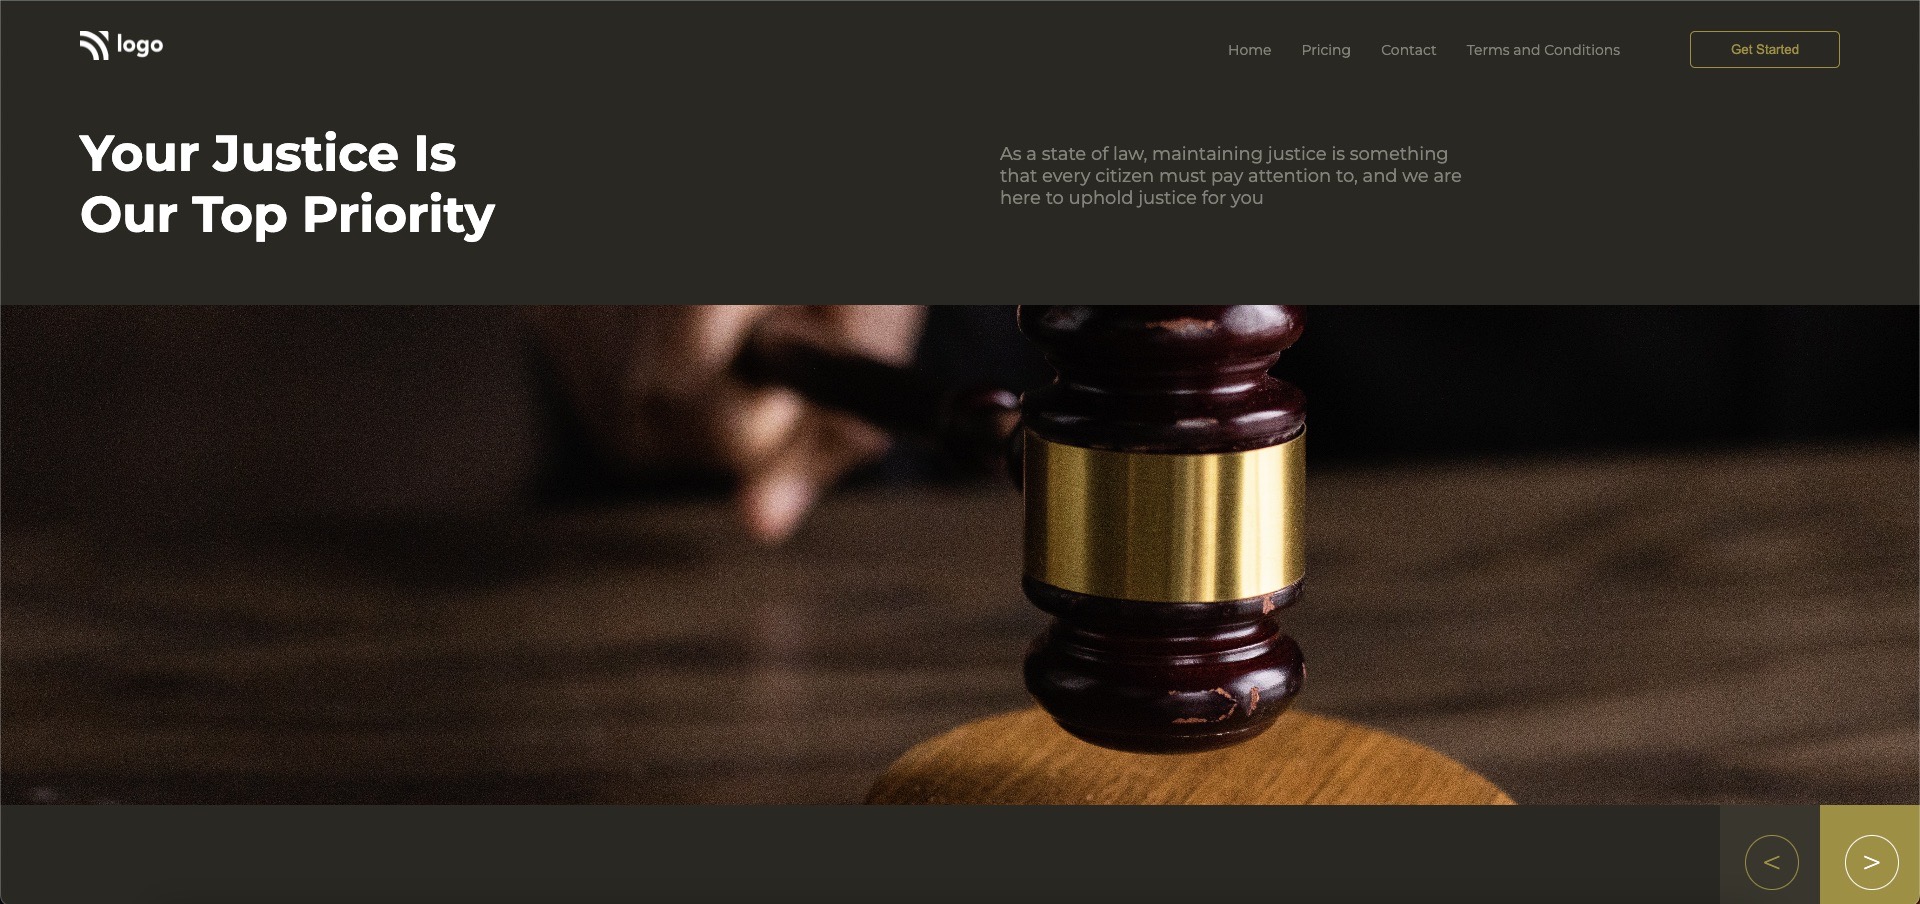 logo
Home Pricing Contact Terms and Conditions Get Started
Your Justice Is
Our Top Priority
As a state of law, maintaining justice is something
that every citizen must pay attention to, and we are
here to uphold justice for you
< >